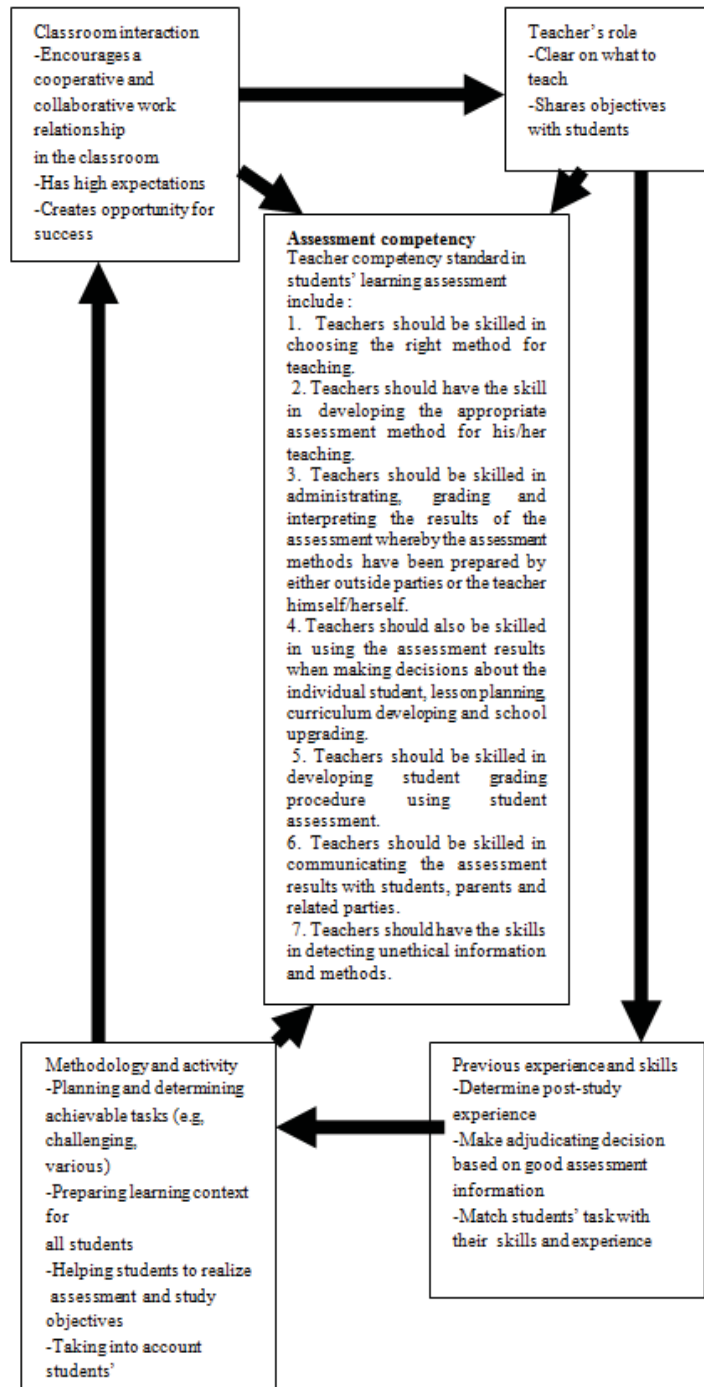 Classroom interaction
-Encourages a
cooperative and
collaborative work
relationship
in the classroom
-Has high expectations
-Creates opportunity for
success
Teacher's role
-Clear on what to
teach
-Shares objectives
with students
Assessment competency
Teacher competency standard in
students' learning assessment
include :
1. Teachers should be skilled in
choosing the right method for
teaching.
2. Teachers should have the skill
in developing the appropriate
assessment method for his/her
teaching.
3. Teachers should be skilled in
administrating, grading and
interpreting the results of the
assessment whereby the assessment
methods have been prepared by
either outside parties or the teacher
himself/herself.
4. Teachers should also be skilled
in using the assessment results
when making decisions about the
individual student, lesson planning,
curriculum developing and school
upgrading.
5. Teachers should be skilled in
developing student grading
procedure using student
assessment.
6. Teachers should be skilled in
communicating the assessment
results with students, parents and
related parties.
7. Teachers should have the skills
in detecting unethical information
and methods.
Methodology and activity
-Planning and determining
achievable tasks (e.g,
challenging,
various)
-Preparing learning context
for
all students
-Helping students to realize
assessment and study
objectives
-Taking into account
students'
Previous experience and skills
-Determine post-study
experience
-Make adjudicating decision
based on good assessment
information
-Match students' task with
their skills and experience